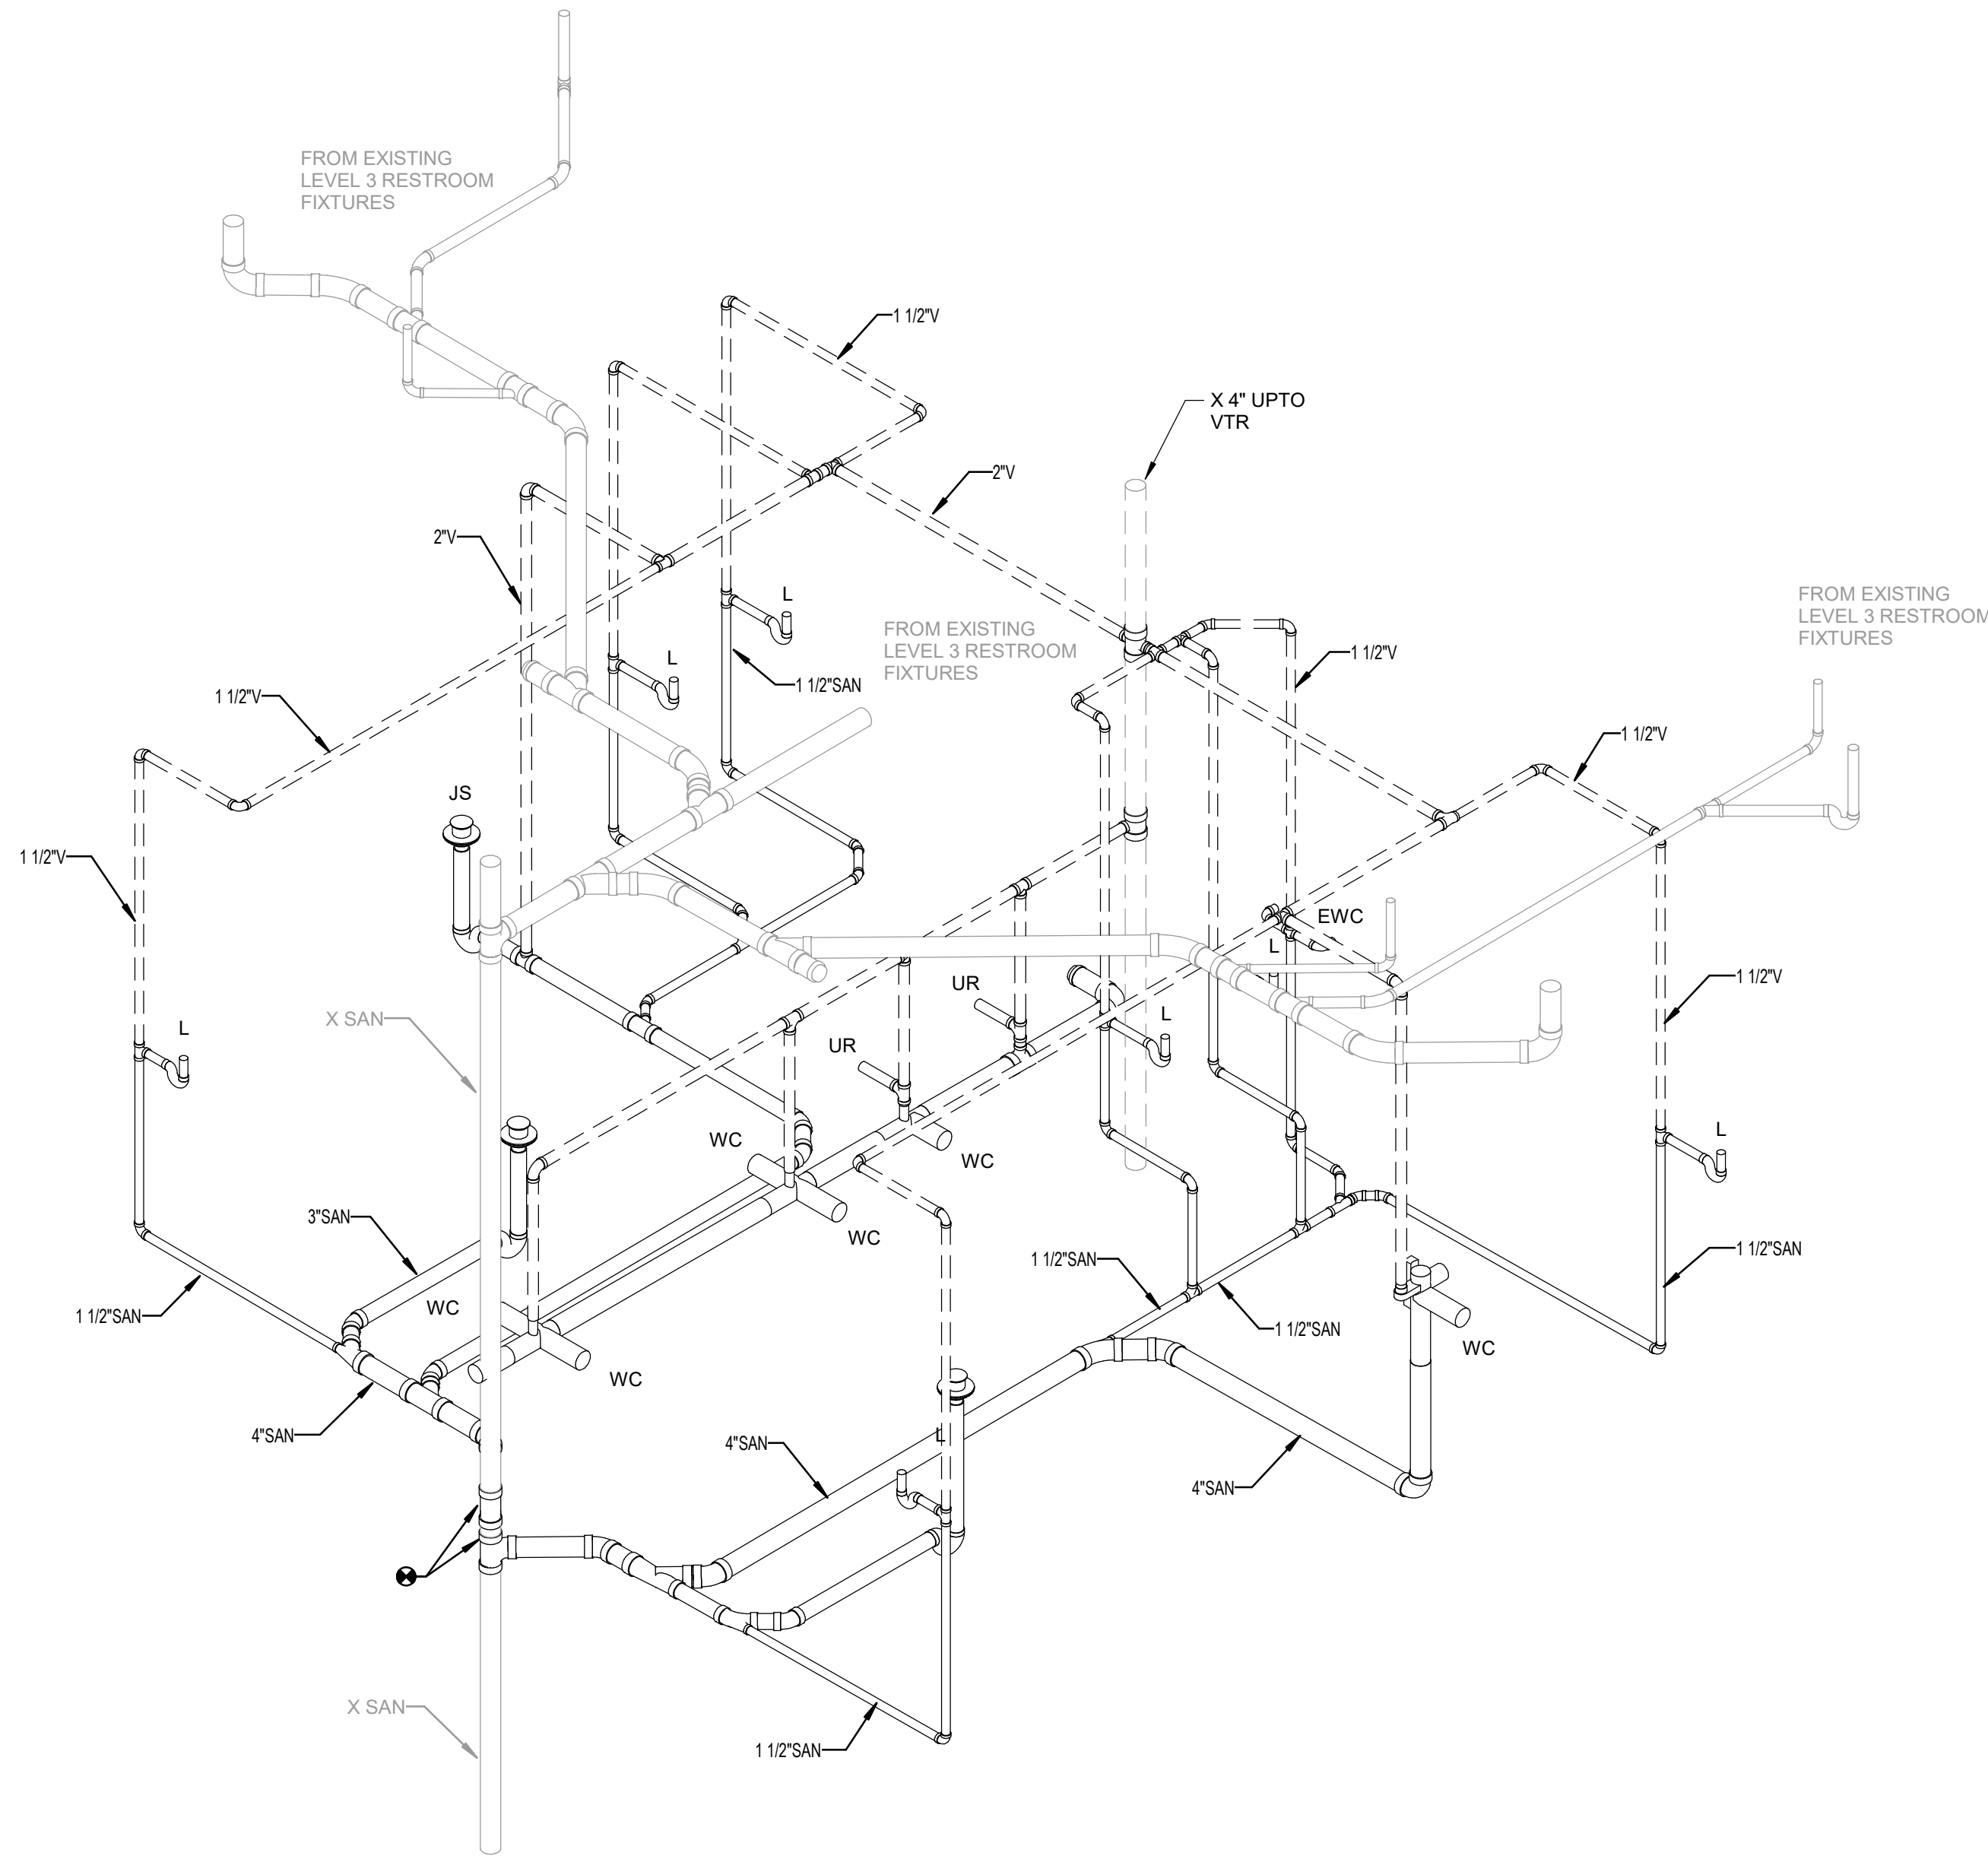 FROM EXISTING
LEVEL 3 RESTROOM
FIXTURES
1 1/2"V
X 4" UPTO
VTR
2"V
2"V
L
FROM EXISTING
LEVEL 3 RESTROOM
FIXTURES
FROM EXISTING
LEVEL 3 RESTROOM
FIXTURES
L
1 1/2"V
1 1/2"SAN
1 1/2"V
1 1/2"V
JS
1 1/2"V
EWC
L
1 1/2"V
UR
X SAN
L
L
UR
WC
L
WC
3"SAN
WC
1 1/2"SAN
1 1/2"SAN
WC
1 1/2"SAN
1 1/2"SAN
WC
WC
4"SAN
L
4"SAN
4"SAN
X SAN
1 1/2"SAN